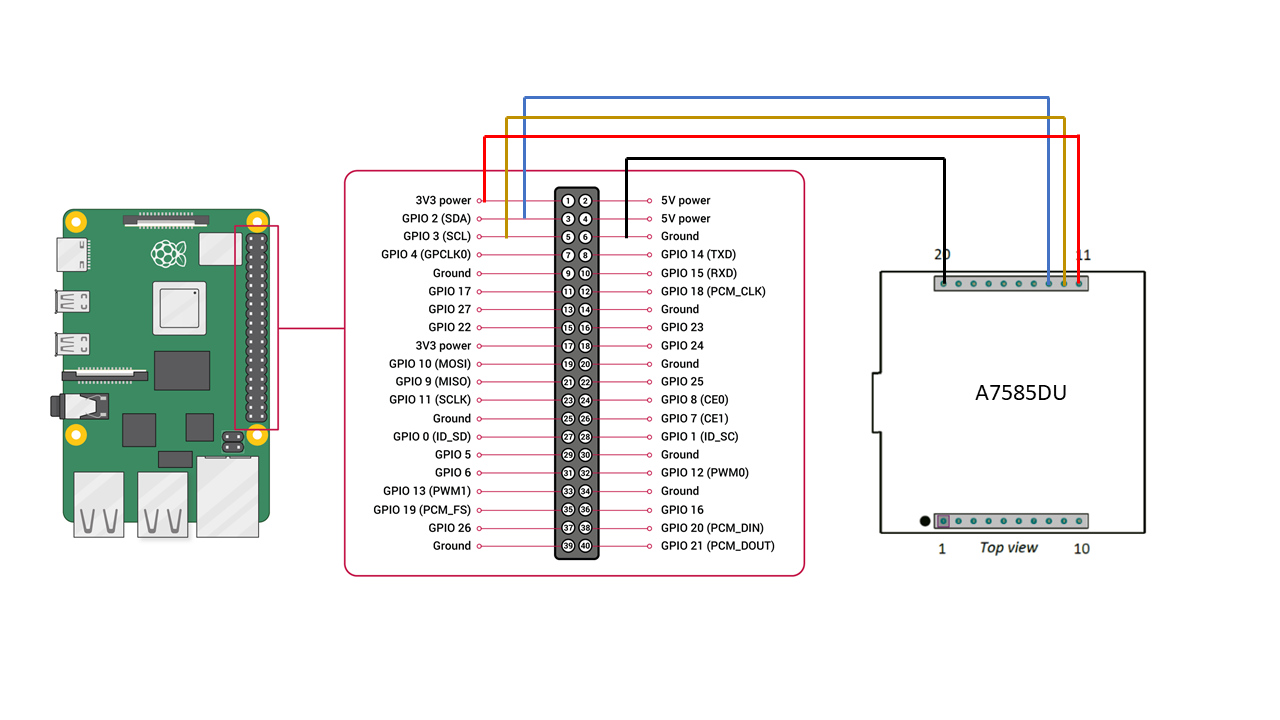 3V3 power 1 2 5V power
GPIO 2 (SDA) 3 4 5V power
GPIO 3 (SCL) 5 6 Ground
GPIO 4 (GPCLK0) 7 8 GPIO 14 (TXD)
Ground 9 10 GPIO 15 (RXD)
GPIO 17 11 12 GPIO 18 (PCM_CLK)
GPIO 27 13 14 Ground
GPIO 22 15 16 GPIO 23
3V3 power 17 18 GPIO 24
GPIO 10 (MOSI) 19 20 Ground
GPIO 9 (MISO) 21 22 GPIO 25
GPIO 11 (SCLK) 23 24 GPIO 8 (CE0)
Ground 25 26 GPIO 7 (CE1)
GPIO 0 (ID_SD) 27 28 GPIO 1 (ID_SC)
GPIO 5 29 30 Ground
GPIO 6 31 32 GPIO 12 (PWM0)
GPIO 13 (PWM1) 33 34 Ground
GPIO 19 (PCM_FS) 35 36 GPIO 16
GPIO 26 37 38 GPIO 20 (PCM_DIN)
Ground 39 40 GPIO 21 (PCM_DOUT)
20 11
A7585DU
1 Top view 10